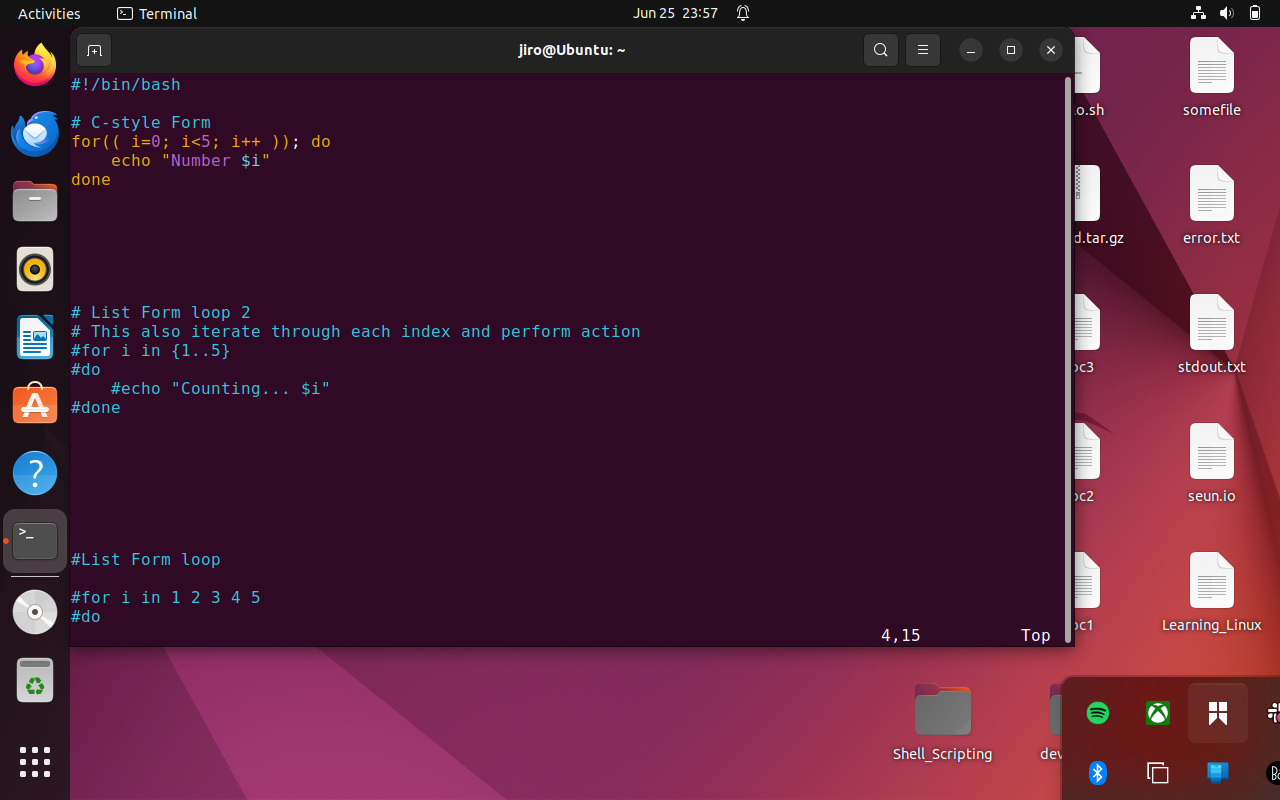 Activities
Terminal
Jun 25 23:57
jiro@Ubuntu: ~
#!/bin/bash
# C-style Form
for(( i=0; i<5; i++ )); do
    echo "Number $i"
done
# List Form loop 2
# This also iterate through each index and perform action
#for i in {1..5}
#do
    #echo "Counting... $i"
#done
#List Form loop
#for i in 1 2 3 4 5
#do
4,15
Top
o.sh
somefile
d.tar.gz
error.txt
oc3
stdout.txt
oc2
seun.io
oc1
Learning_Linux
Shell_Scripting
dev